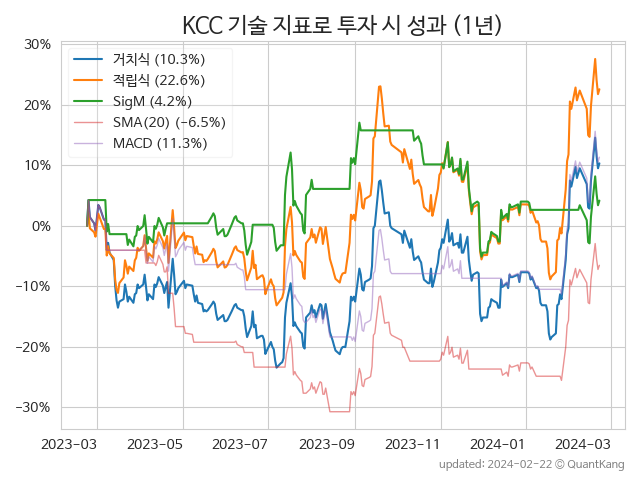 KCC 기술 지표로 투자 시 성과 (1년)
30%
20%
10%
0%
−10%
−20%
−30%
거치식 (10.3%)
적립식 (22.6%)
SigM (4.2%)
SMA(20) (−6.5%)
MACD (11.3%)
2023-03 2023-05 2023-07 2023-09 2023-11 2024-01 2024-03
updated: 2024-02-22 © QuantKang